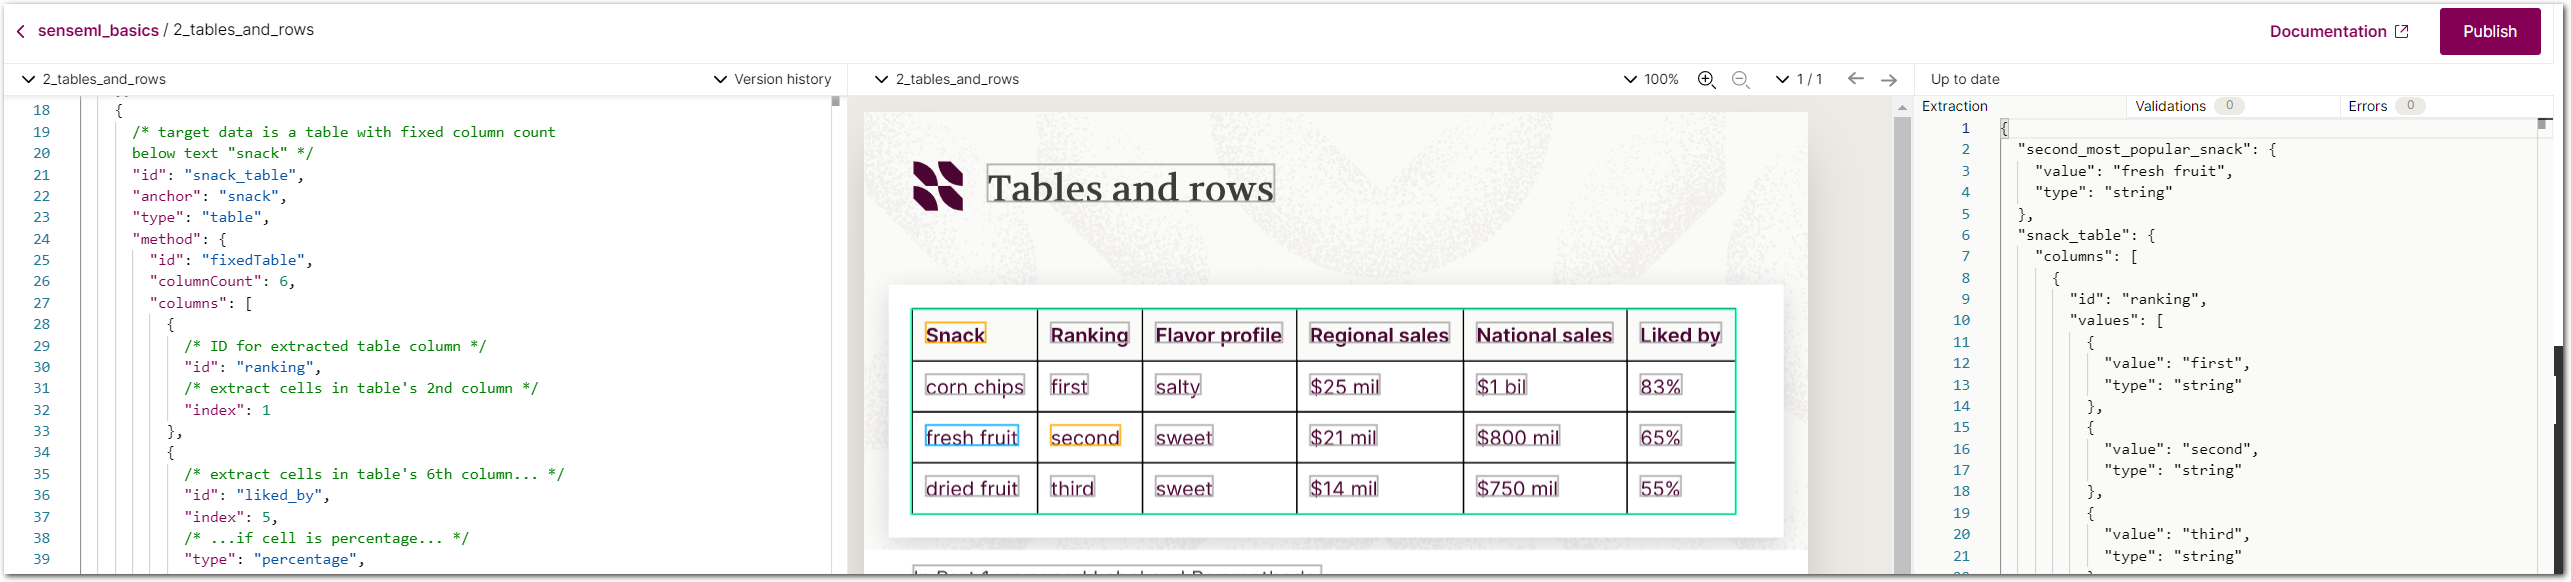 senseml_basics / 2_tables_and_rows
Documentation
Publish
2_tables_and_rows
Version history
18 {
19 /* target data is a table with fixed column count
20 below text "snack" */
21 "id": "snack_table",
22 "anchor": "snack",
23 "type": "table",
24 "method": {
25 "id": "fixedTable",
26 "columnCount": 6,
27 "columns": [
28 {
29 /* ID for extracted table column */
30 "id": "ranking",
31 /* extract cells in table's 2nd column */
32 "index": 1
33 },
34 {
35 /* extract cells in table's 6th column... */
36 "id": "liked_by",
37 "index": 5,
38 /* ...if cell is percentage... */
39 "type": "percentage",
2_tables_and_rows
100%
1 / 1
Tables and rows
Snack Ranking Flavor profile Regional sales National sales Liked by
corn chips first salty $25 mil $1 bil 83%
fresh fruit second sweet $21 mil $800 mil 65%
dried fruit third sweet $14 mil $750 mil 55%
Up to date
Extraction Validations 0 Errors 0
1 {
2 "second_most_popular_snack": {
3 "value": "fresh fruit",
4 "type": "string"
5 },
6 "snack_table": {
7 "columns": [
8 {
9 "id": "ranking",
10 "values": [
11 {
12 "value": "first",
13 "type": "string"
14 },
15 {
16 "value": "second",
17 "type": "string"
18 },
19 {
20 "value": "third",
21 "type": "string"